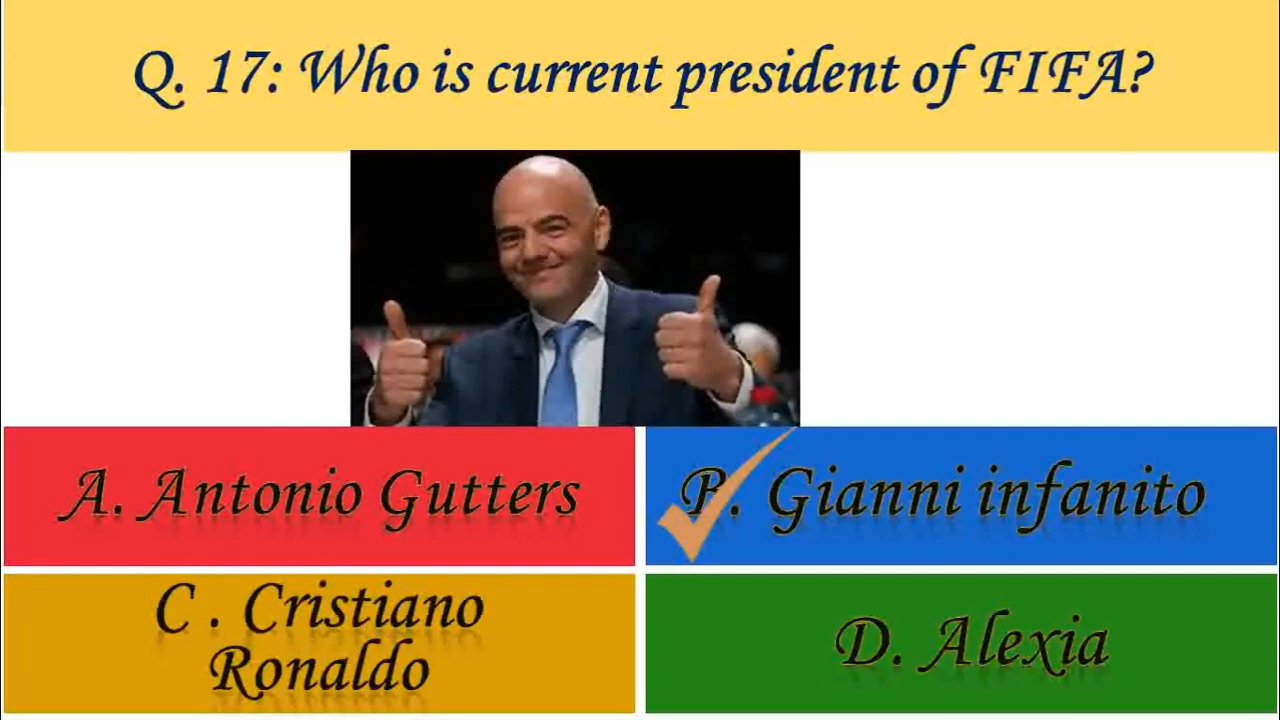 Q. 17: Who is current president of FIFA?
A. Antonio Gutters
B. Gianni infanito
C . Cristiano
Ronaldo
D. Alexia